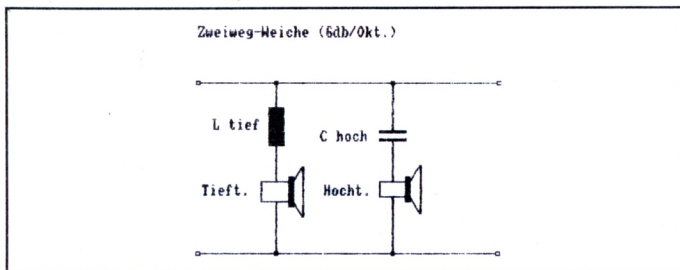 Zweiweg-Weiche (6db/Okt.)
L tief
C hoch
Tieft.
Hocht.